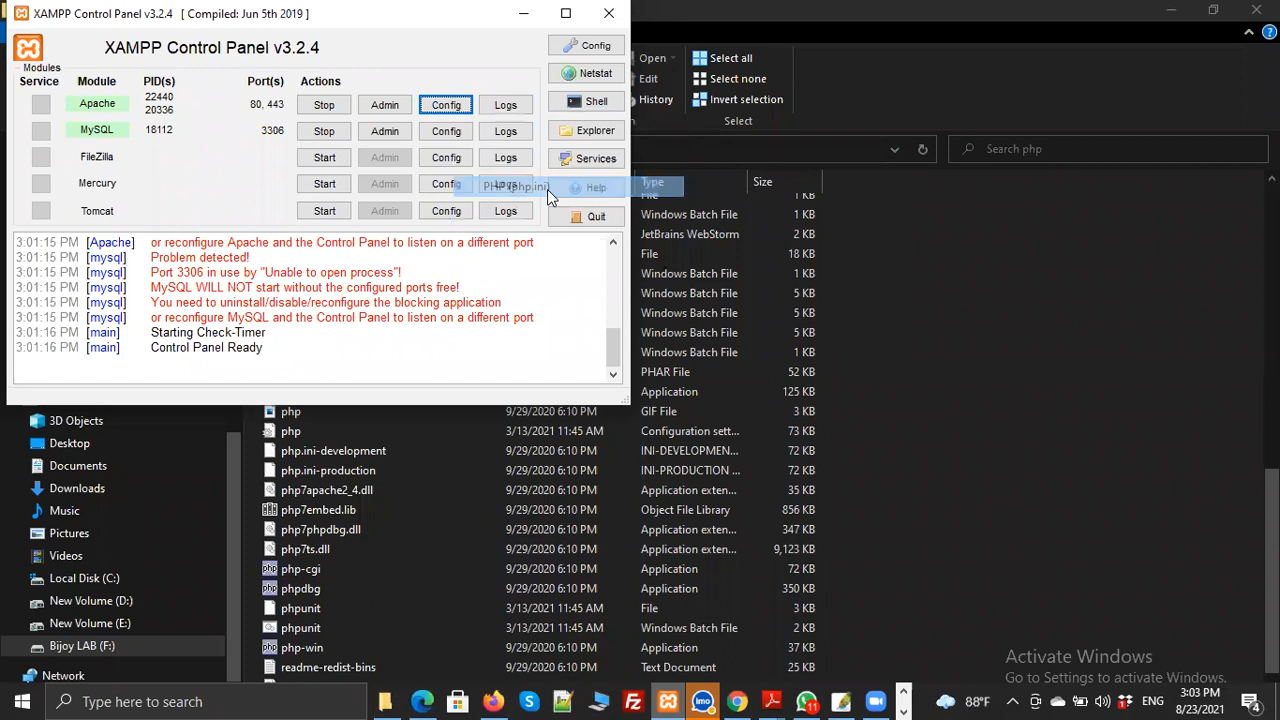 XAMPP Control Panel v3.2.4 [ Compiled: Jun 5th 2019 ]
XAMPP Control Panel v3.2.4
Config
Modules
Service Module PID(s) Port(s) Actions
Netstat
Apache 22440 20336 80, 443 Stop Admin Config Logs
Shell
MySQL 18112 3306 Stop Admin Config Logs
Explorer
FileZilla Start Admin Config Logs
Services
Mercury Start Admin Config Logs
PHP (php.ini)
Help
Tomcat Start Admin Config Logs
Quit
3:01:15 PM [Apache] or reconfigure Apache and the Control Panel to listen on a different port
3:01:15 PM [mysql] Problem detected!
3:01:15 PM [mysql] Port 3306 in use by "Unable to open process"!
3:01:15 PM [mysql] MySQL WILL NOT start without the configured ports free!
3:01:15 PM [mysql] You need to uninstall/disable/reconfigure the blocking application
3:01:15 PM [mysql] or reconfigure MySQL and the Control Panel to listen on a different port
3:01:16 PM [main] Starting Check-Timer
3:01:16 PM [main] Control Panel Ready
Open Select all
Edit Select none
History Invert selection
Select
Search php
Type Size
File 1 KB
Windows Batch File 1 KB
JetBrains WebStorm 2 KB
File 18 KB
Windows Batch File 1 KB
Windows Batch File 5 KB
Windows Batch File 5 KB
Windows Batch File 5 KB
Windows Batch File 1 KB
PHAR File 52 KB
Application 125 KB
php 9/29/2020 6:10 PM GIF File 3 KB
php 3/13/2021 11:45 AM Configuration sett... 73 KB
php.ini-development 9/29/2020 6:10 PM INI-DEVELOPMEN... 72 KB
php.ini-production 9/29/2020 6:10 PM INI-PRODUCTION ... 72 KB
php7apache2_4.dll 9/29/2020 6:10 PM Application exten... 35 KB
php7embed.lib 9/29/2020 6:10 PM Object File Library 856 KB
php7phpdbg.dll 9/29/2020 6:10 PM Application exten... 347 KB
php7ts.dll 9/29/2020 6:10 PM Application exten... 9,123 KB
php-cgi 9/29/2020 6:10 PM Application 72 KB
phpdbg 9/29/2020 6:10 PM Application 350 KB
phpunit 3/13/2021 11:45 AM File 3 KB
phpunit 3/13/2021 11:45 AM Windows Batch File 2 KB
php-win 9/29/2020 6:10 PM Application 37 KB
readme-redist-bins 9/29/2020 6:10 PM Text Document 25 KB
3D Objects
Desktop
Documents
Downloads
Music
Pictures
Videos
Local Disk (C:)
New Volume (D:)
New Volume (E:)
Bijoy LAB (F:)
Network
Activate Windows
Go to Settings to activate Windows.
Type here to search
imo
11
88°F
ENG
3:03 PM
8/23/2021
4